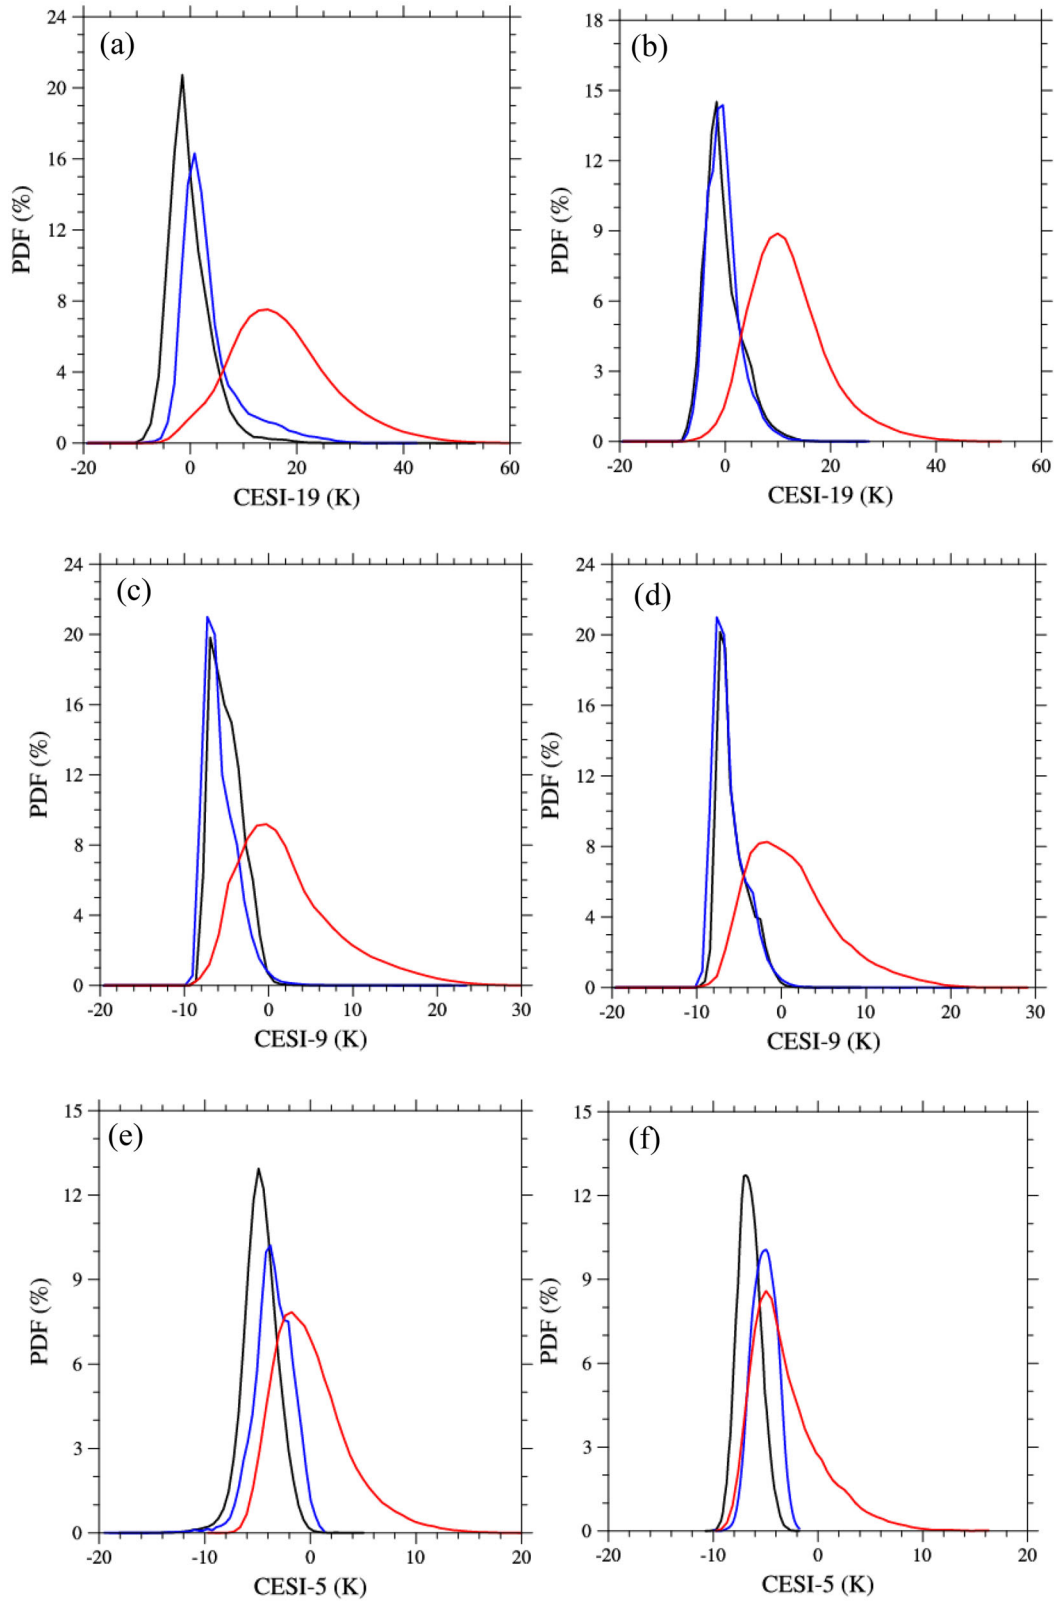 (a)
24
20
16
12
8
4
0
PDF (%)
-20 0 20 40 60
CESI-19 (K)
(b)
18
15
12
9
6
3
0
PDF (%)
-20 0 20 40 60
CESI-19 (K)
(c)
24
20
16
12
8
4
0
PDF (%)
-20 -10 0 10 20 30
CESI-9 (K)
(d)
24
20
16
12
8
4
0
PDF (%)
-20 -10 0 10 20 30
CESI-9 (K)
(e)
15
12
9
6
3
0
PDF (%)
-20 -10 0 10 20
CESI-5 (K)
(f)
15
12
9
6
3
0
PDF (%)
-20 -10 0 10 20
CESI-5 (K)